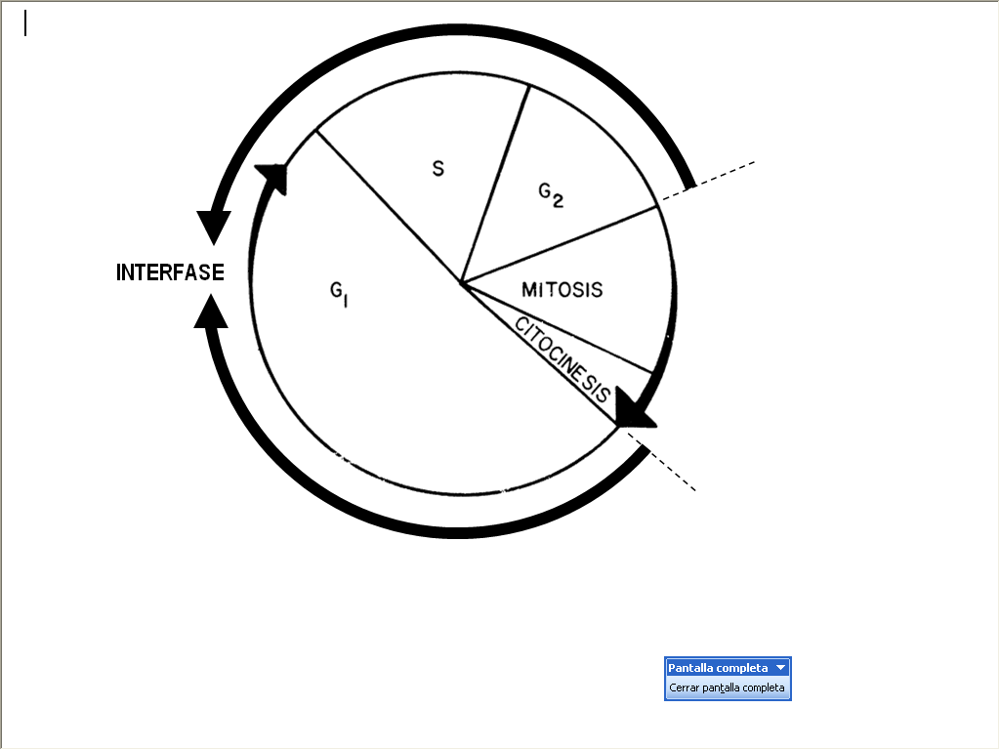 S
G2
INTERFASE
G1
MITOSIS
CITOCINESIS
Pantalla completa
Cerrar pantalla completa